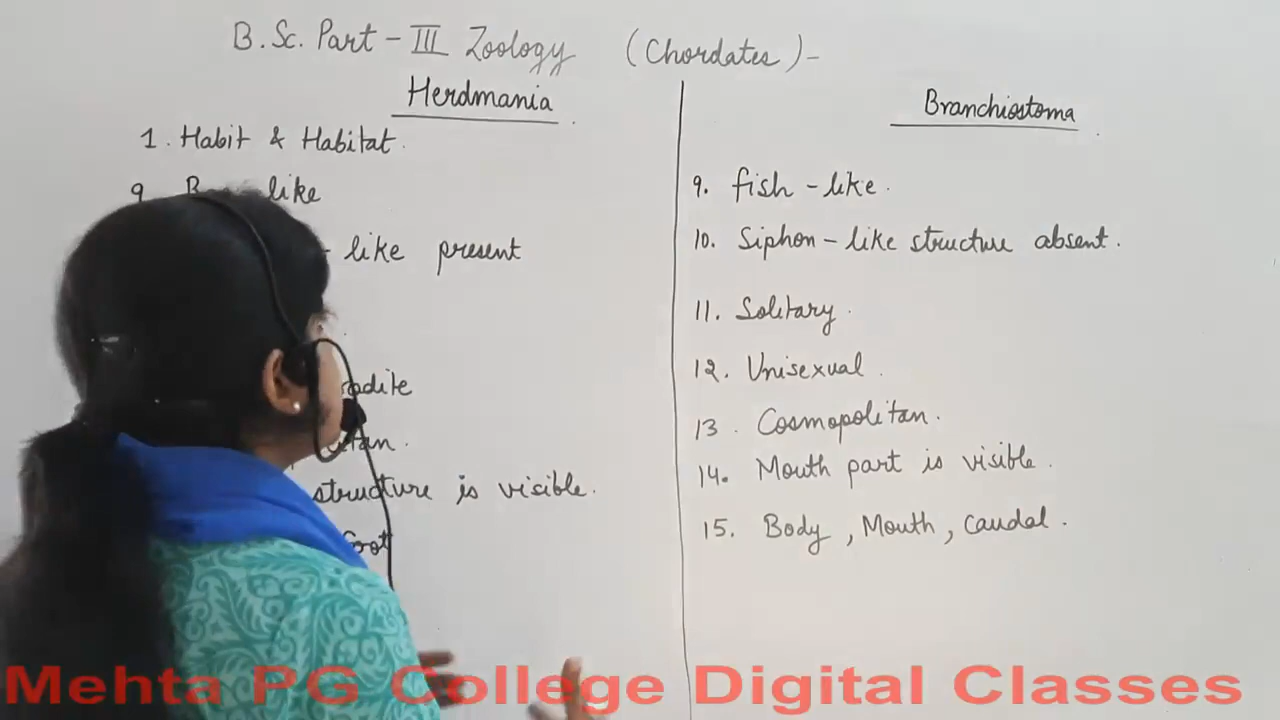 B.Sc. Part - III Zoology (Chordates) -
Herdmania
1. Habit & Habitat.
9 like
like present
structure is visible.
foot
Branchiostoma
9. fish - like.
10. Siphon - like structure absent.
11. Solitary.
12. Unisexual.
13. Cosmopolitan.
14. Mouth part is visible.
15. Body, Mouth, Caudal.
Mehta PG College Digital Classes